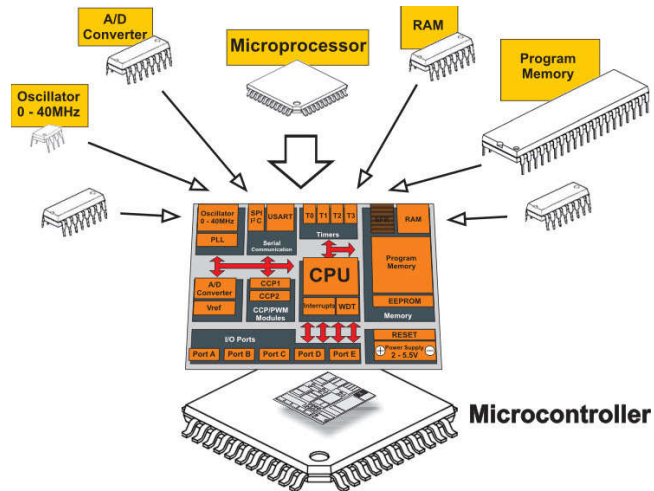 A/D
Converter
Microprocessor
RAM
Program
Memory
Oscillator
0 - 40MHz
Oscillator
0 - 40MHz
PLL
SPI
I²C
USART
Serial
Communication
T0
T1
T2
T3
Timers
RAM
Program
Memory
EEPROM
Memory
A/D
Converter
Vref
CCP1
CCP2
CCP/PWM
Modules
CPU
Interrupts
WDT
I/O Ports
Port A
Port B
Port C
Port D
Port E
RESET
Power Supply
2 - 5.5V
Microcontroller